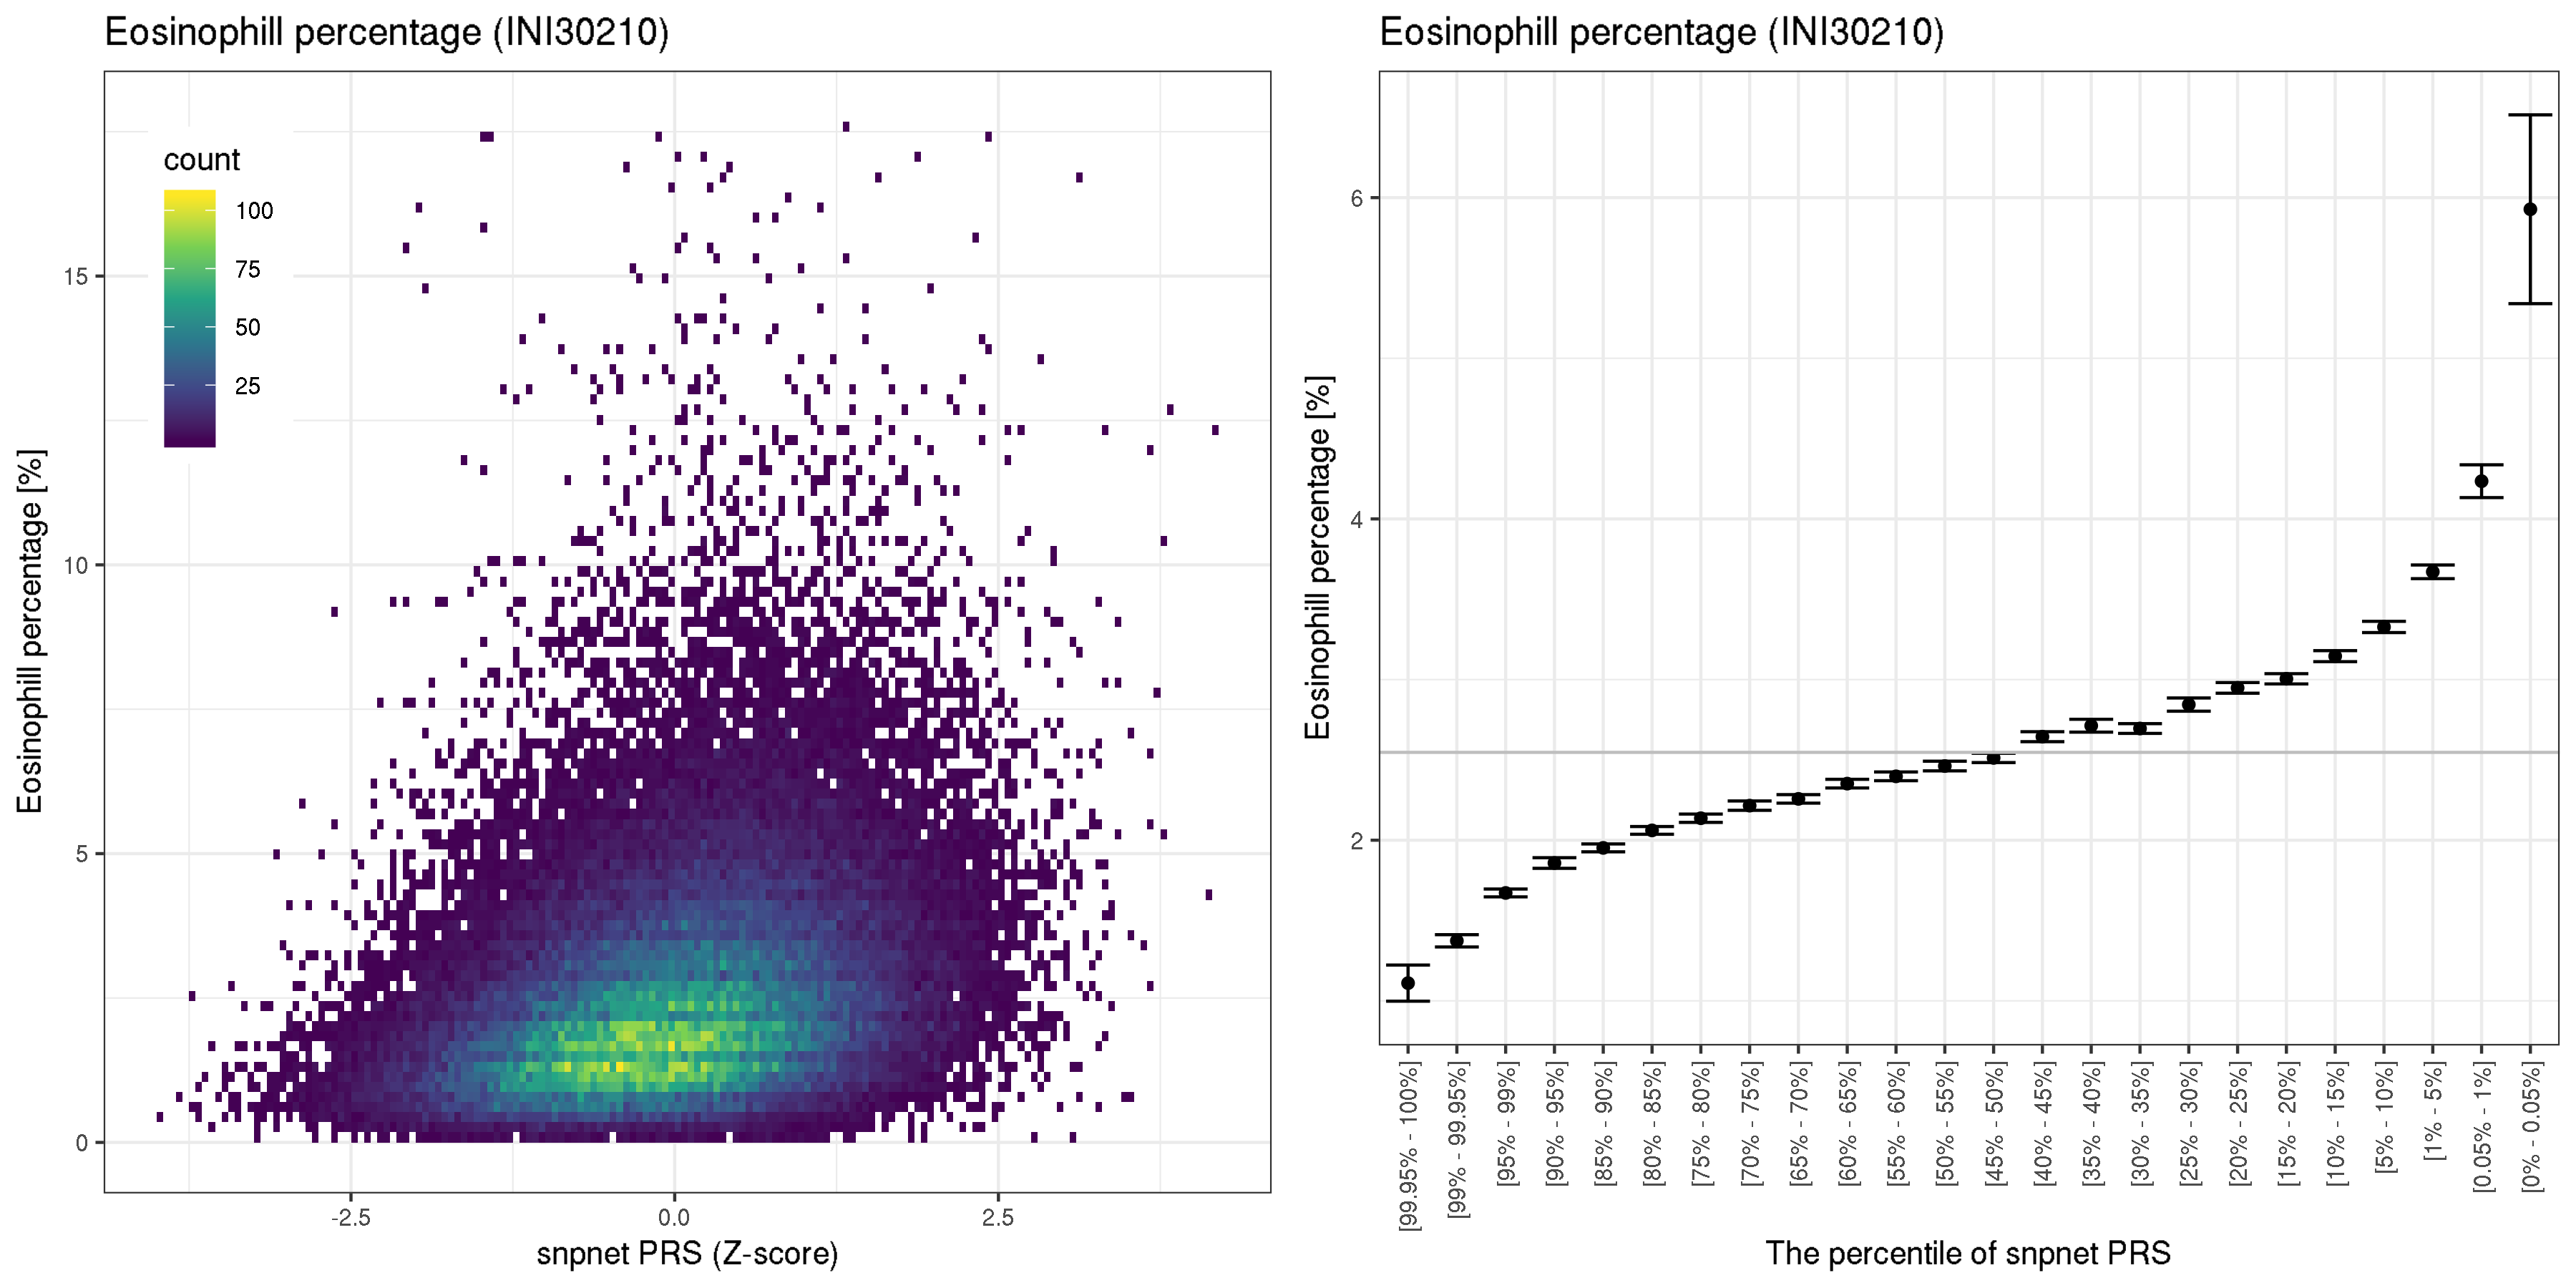 Eosinophill percentage (INI30210)
count
100
75
50
25
15
10
5
0
Eosinophill percentage [%]
-2.5
0.0
2.5
snpnet PRS (Z-score)
Eosinophill percentage (INI30210)
6
4
2
Eosinophill percentage [%]
[99.95% - 100%]
[99% - 99.95%]
[95% - 99%]
[90% - 95%]
[85% - 90%]
[80% - 85%]
[75% - 80%]
[70% - 75%]
[65% - 70%]
[60% - 65%]
[55% - 60%]
[50% - 55%]
[45% - 50%]
[40% - 45%]
[35% - 40%]
[30% - 35%]
[25% - 30%]
[20% - 25%]
[15% - 20%]
[10% - 15%]
[5% - 10%]
[1% - 5%]
[0.05% - 1%]
[0% - 0.05%]
The percentile of snpnet PRS